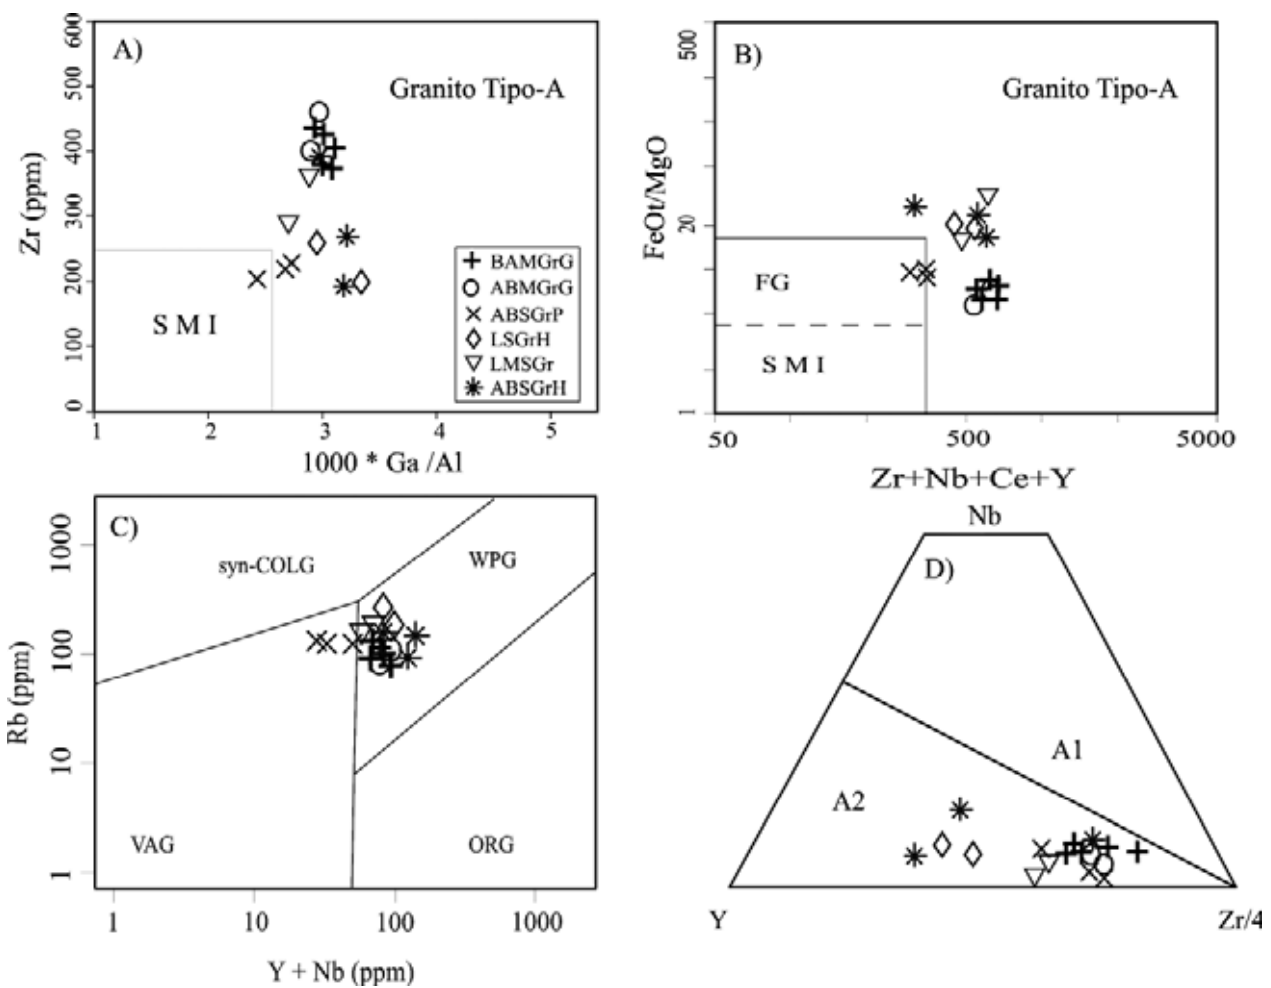 A)
Granito Tipo-A
600
500
400
300
200
100
0
Zr (ppm)
S M I
BAMGrG
ABMGrG
ABSGrP
LSGrH
LMSGr
ABSGrH
1 2 3 4 5
1000 * Ga /Al
B)
Granito Tipo-A
500
20
1
FeOt/MgO
FG
S M I
50 500 5000
Zr+Nb+Ce+Y
C)
syn-COLG
WPG
VAG
ORG
1000
100
10
1
Rb (ppm)
1 10 100 1000
Y + Nb (ppm)
Nb
D)
A1
A2
Y
Zr/4